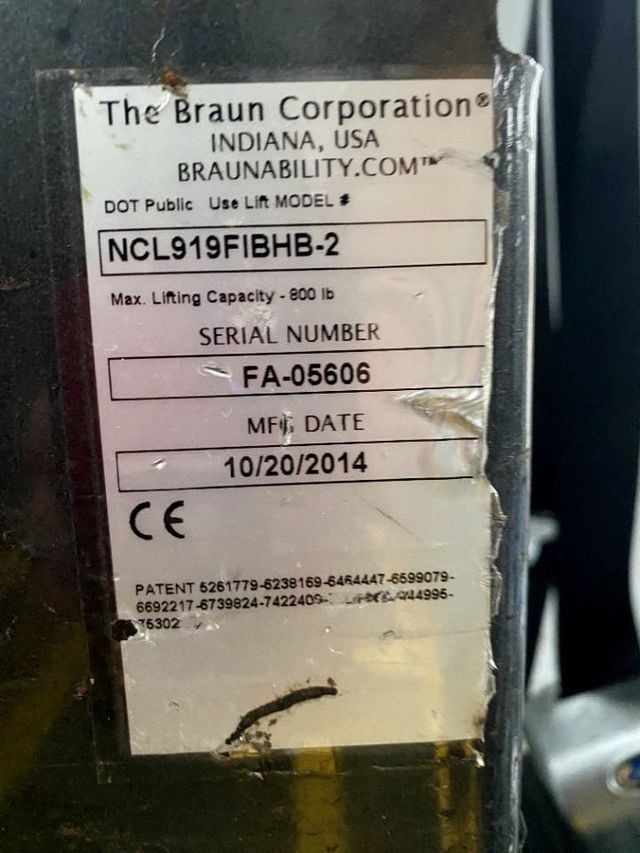 The Braun Corporation®
INDIANA, USA
BRAUNABILITY.COM™
DOT Public Use Lift MODEL #
NCL919FIBHB-2
Max. Lifting Capacity - 800 lb
SERIAL NUMBER
FA-05606
MFG DATE
10/20/2014
CE
PATENT 5261779-6238169-6464447-6599079-
6692217-6739824-7422409-